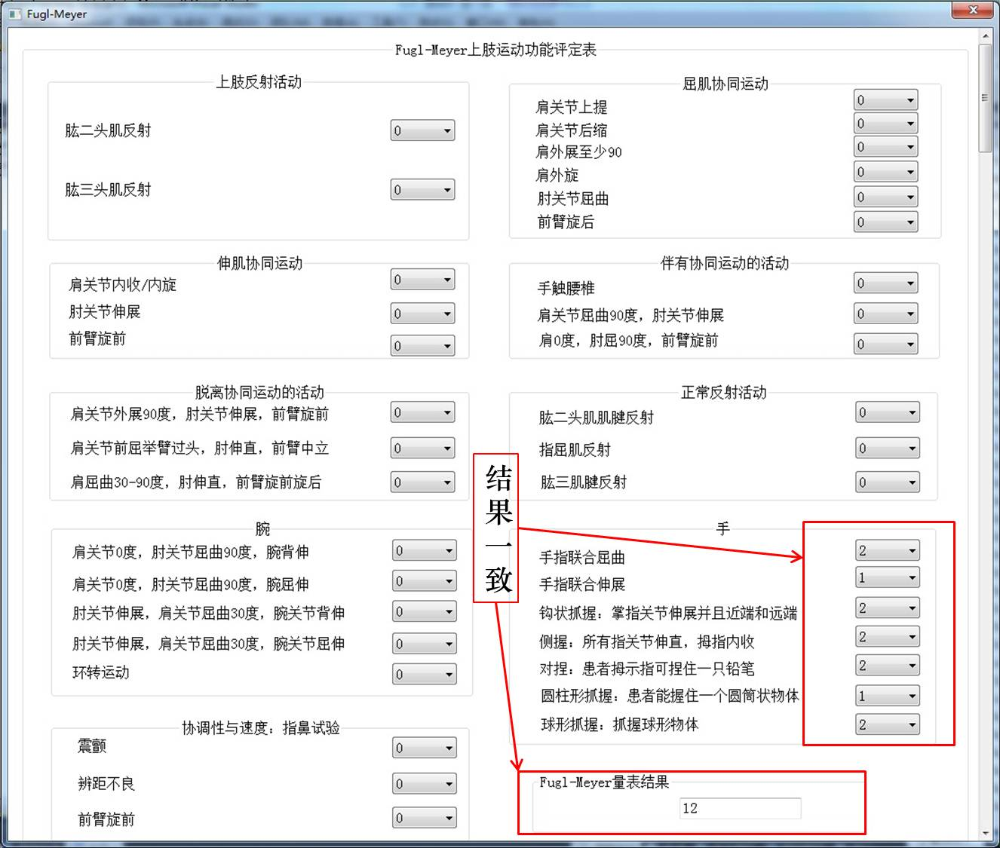 Fugl-Meyer
Fugl-Meyer上肢运动功能评定表
上肢反射活动
肱二头肌反射 0
肱三头肌反射 0
屈肌协同运动
肩关节上提 0
肩关节后缩 0
肩外展至少90 0
肩外旋 0
肘关节屈曲 0
前臂旋后 0
伸肌协同运动
肩关节内收/内旋 0
肘关节伸展 0
前臂旋前 0
伴有协同运动的活动
手触腰椎 0
肩关节屈曲90度，肘关节伸展 0
肩0度，肘屈90度，前臂旋前 0
脱离协同运动的活动
肩关节外展90度，肘关节伸展，前臂旋前 0
肩关节前屈举臂过头，肘伸直，前臂中立 0
肩屈曲30-90度，肘伸直，前臂旋前旋后 0
正常反射活动
肱二头肌肌腱反射 0
指屈肌反射 0
肱三肌腱反射 0
结果一致
腕
肩关节0度，肘关节屈曲90度，腕背伸 0
肩关节0度，肘关节屈曲90度，腕屈伸 0
肘关节伸展，肩关节屈曲30度，腕关节背伸 0
肘关节伸展，肩关节屈曲30度，腕关节屈伸 0
环转运动 0
手
手指联合屈曲 2
手指联合伸展 1
钩状抓握：掌指关节伸展并且近端和远端 2
侧握：所有指关节伸直，拇指内收 2
对捏：患者拇示指可捏住一只铅笔 2
圆柱形抓握：患者能握住一个圆筒状物体 1
球形抓握：抓握球形物体 2
协调性与速度：指鼻试验
震颤 0
辨距不良 0
前臂旋前 0
Fugl-Meyer量表结果
12